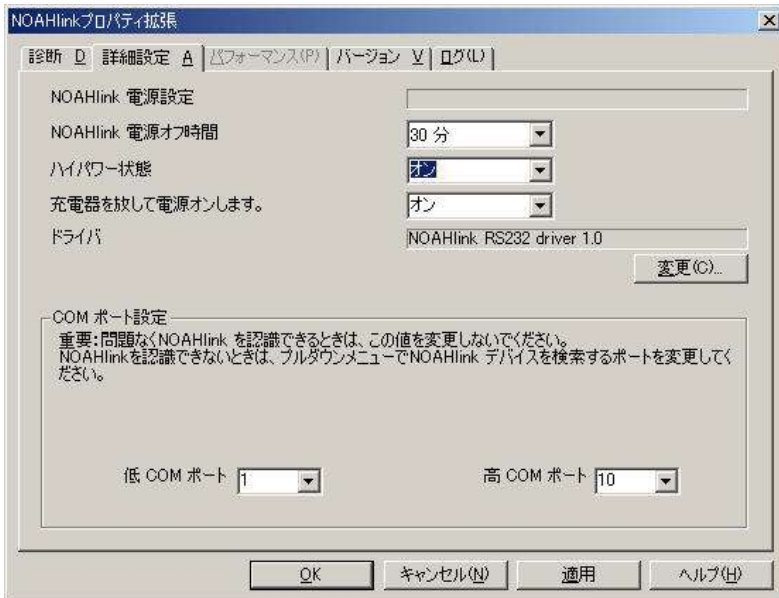 NOAHlinkプロパティ拡張
診断 D 詳細設定 A パフォーマンス(P) バージョン V ログ(L)
NOAHlink 電源設定
NOAHlink 電源オフ時間 30 分
ハイパワー状態 オン
充電器を放して電源オンします。 オン
ドライバ NOAHlink RS232 driver 1.0
変更(C)...
COM ポート設定
重要:問題なくNOAHlink を認識できるときは、この値を変更しないでください。
NOAHlinkを認識できないときは、プルダウンメニューでNOAHlink デバイスを検索するポートを変更してく
ださい。
低 COM ポート 1 高 COM ポート 10
OK キャンセル(N) 適用 ヘルプ(H)